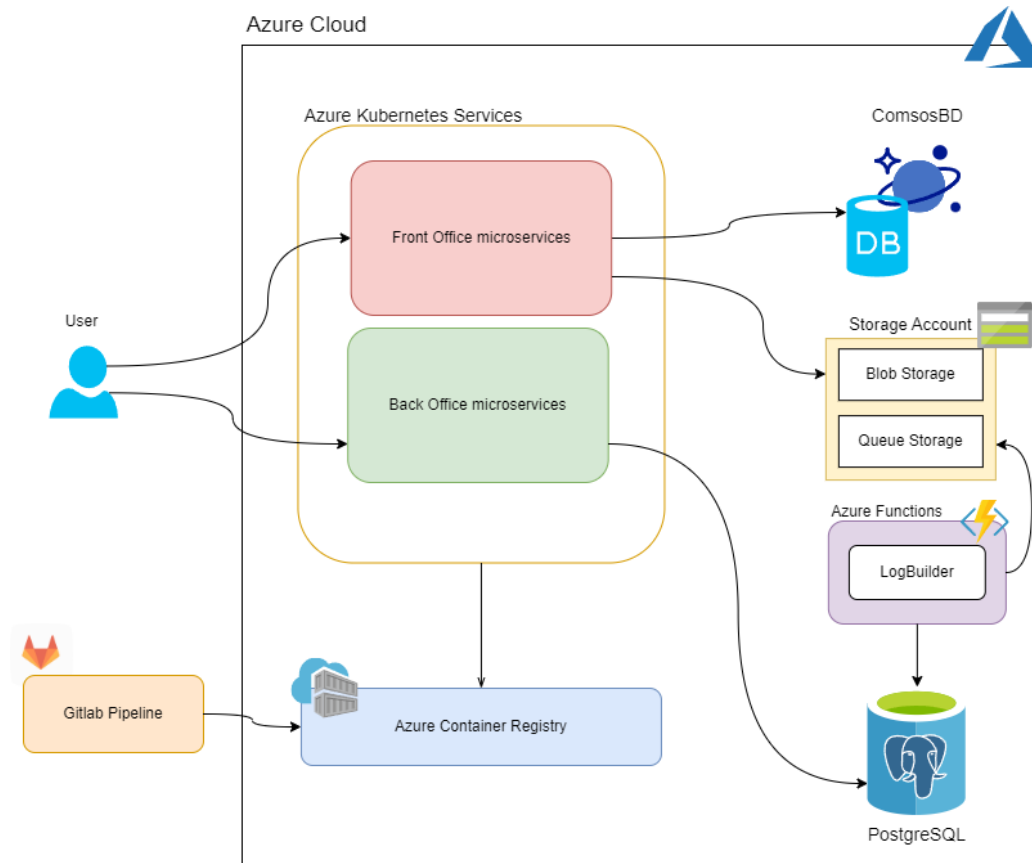 Azure Cloud
Azure Kubernetes Services
ComsosBD
Front Office microservices
DB
User
Storage Account
Blob Storage
Back Office microservices
Queue Storage
Azure Functions
LogBuilder
Gitlab Pipeline
Azure Container Registry
PostgreSQL